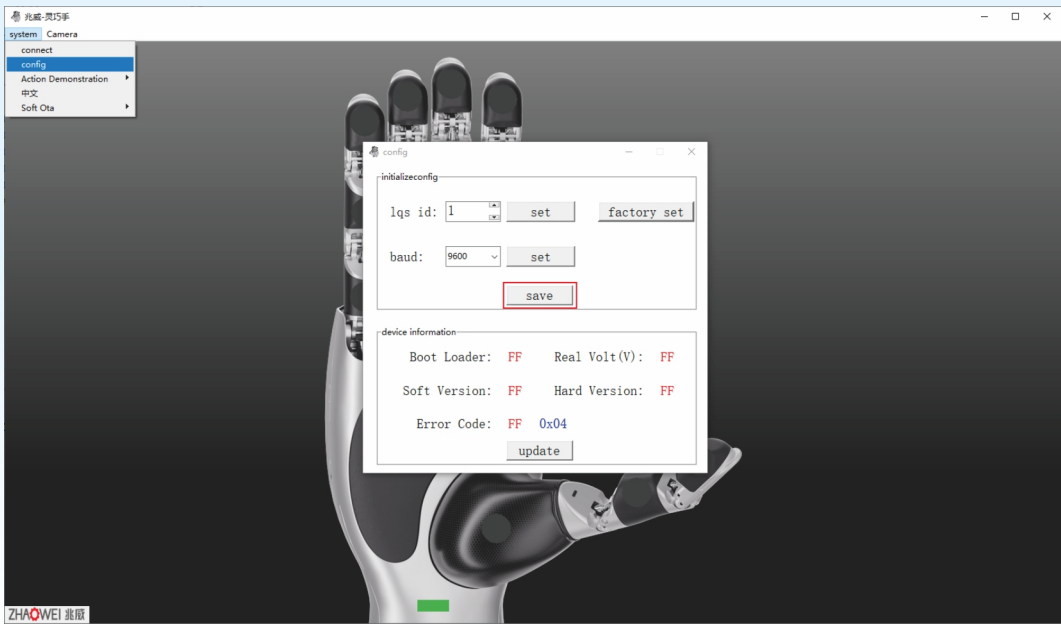 兆威-灵巧手
system Camera
connect
config
Action Demonstration
中文
Soft Ota
config
initializeconfig
lqs id: 1 set factory set
baud: 9600 set
save
device information
Boot Loader: FF Real Volt(V): FF
Soft Version: FF Hard Version: FF
Error Code: FF 0x04
update
ZHAOWEI 兆威